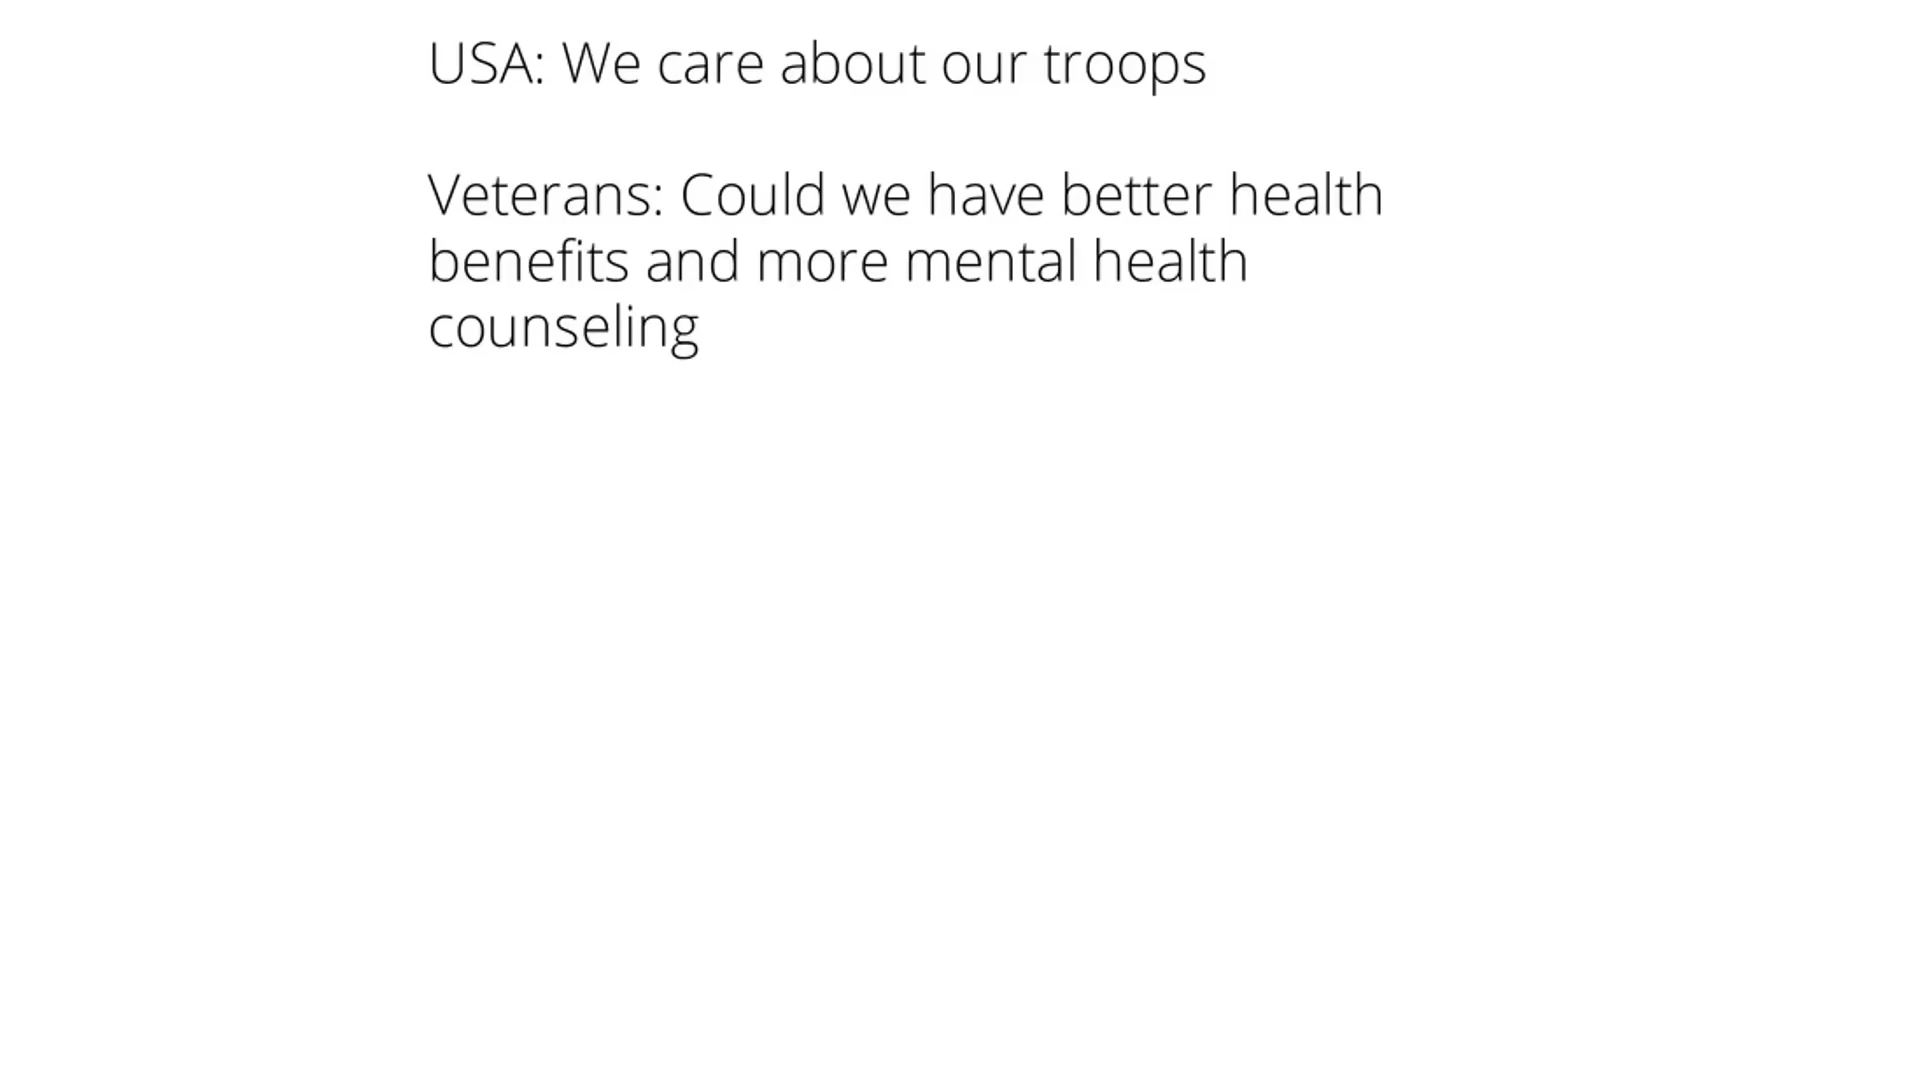 USA: We care about our troops
Veterans: Could we have better health
benefits and more mental health
counseling